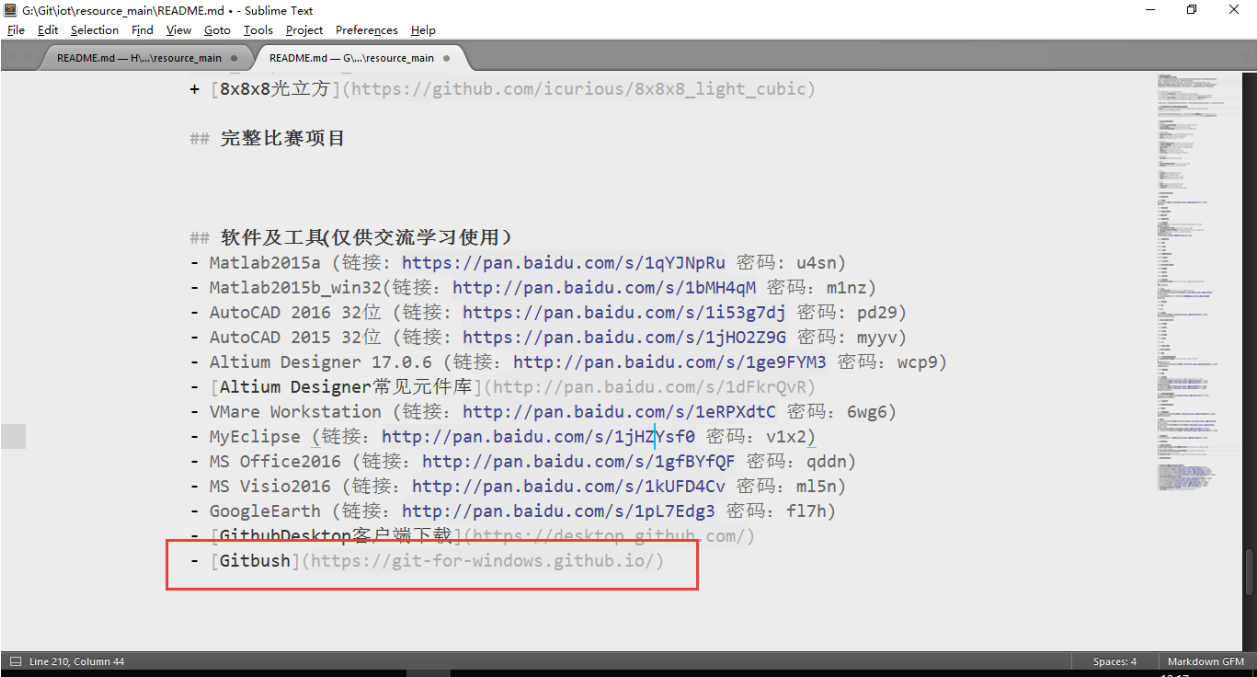 G:\Git\iot\resource_main\README.md • - Sublime Text
File Edit Selection Find View Goto Tools Project Preferences Help
README.md — H\...\resource_main
README.md — G\...\resource_main
+ [8x8x8光立方](https://github.com/icurious/8x8x8_light_cubic)
## 完整比赛项目
## 软件及工具(仅供交流学习使用)
- Matlab2015a (链接: https://pan.baidu.com/s/1qYJNpRu 密码: u4sn)
- Matlab2015b_win32(链接: http://pan.baidu.com/s/1bMH4qM 密码: m1nz)
- AutoCAD 2016 32位 (链接: https://pan.baidu.com/s/1i53g7dj 密码: pd29)
- AutoCAD 2015 32位 (链接: https://pan.baidu.com/s/1jHO2Z9G 密码: myyv)
- Altium Designer 17.0.6 (链接: http://pan.baidu.com/s/1ge9FYM3 密码: wcp9)
- [Altium Designer常见元件库](http://pan.baidu.com/s/1dFkrQvR)
- VMare Workstation (链接: http://pan.baidu.com/s/1eRPXdtC 密码: 6wg6)
- MyEclipse (链接: http://pan.baidu.com/s/1jHZYsf0 密码: v1x2)
- MS Office2016 (链接: http://pan.baidu.com/s/1gfBYfQF 密码: qddn)
- MS Visio2016 (链接: http://pan.baidu.com/s/1kUFD4Cv 密码: ml5n)
- GoogleEarth (链接: http://pan.baidu.com/s/1pL7Edg3 密码: fl7h)
- [GithubDesktop客户端下载](https://desktop.github.com/)
- [Gitbush](https://git-for-windows.github.io/)
Line 210, Column 44
Spaces: 4
Markdown GFM